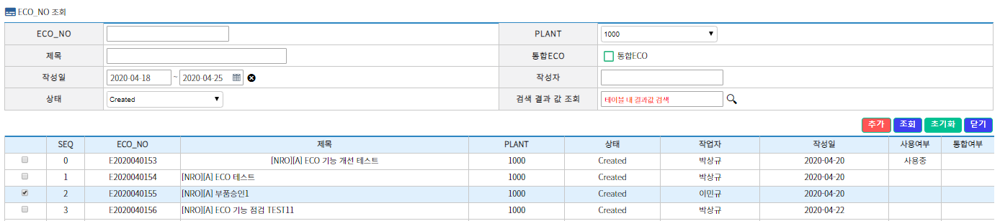 ECO_NO 조회
ECO_NO PLANT 1000
제목 통합ECO 통합ECO
작성일 2020-04-18 ~ 2020-04-25 작성자
상태 Created 검색 결과 값 조회 테이블 내 결과값 검색
추가 조회 초기화 닫기
SEQ ECO_NO 제목 PLANT 상태 작업자 작성일 사용여부 통합여부
0 E2020040153 [NRO][A] ECO 기능 개선 테스트 1000 Created 박상규 2020-04-20 사용중
1 E2020040154 [NRO][A] ECO 테스트 1000 Created 박상규 2020-04-20
2 E2020040155 [NRO][A] 부품승인1 1000 Created 이민규 2020-04-20
3 E2020040156 [NRO][A] ECO 기능 점검 TEST11 1000 Created 박상규 2020-04-22